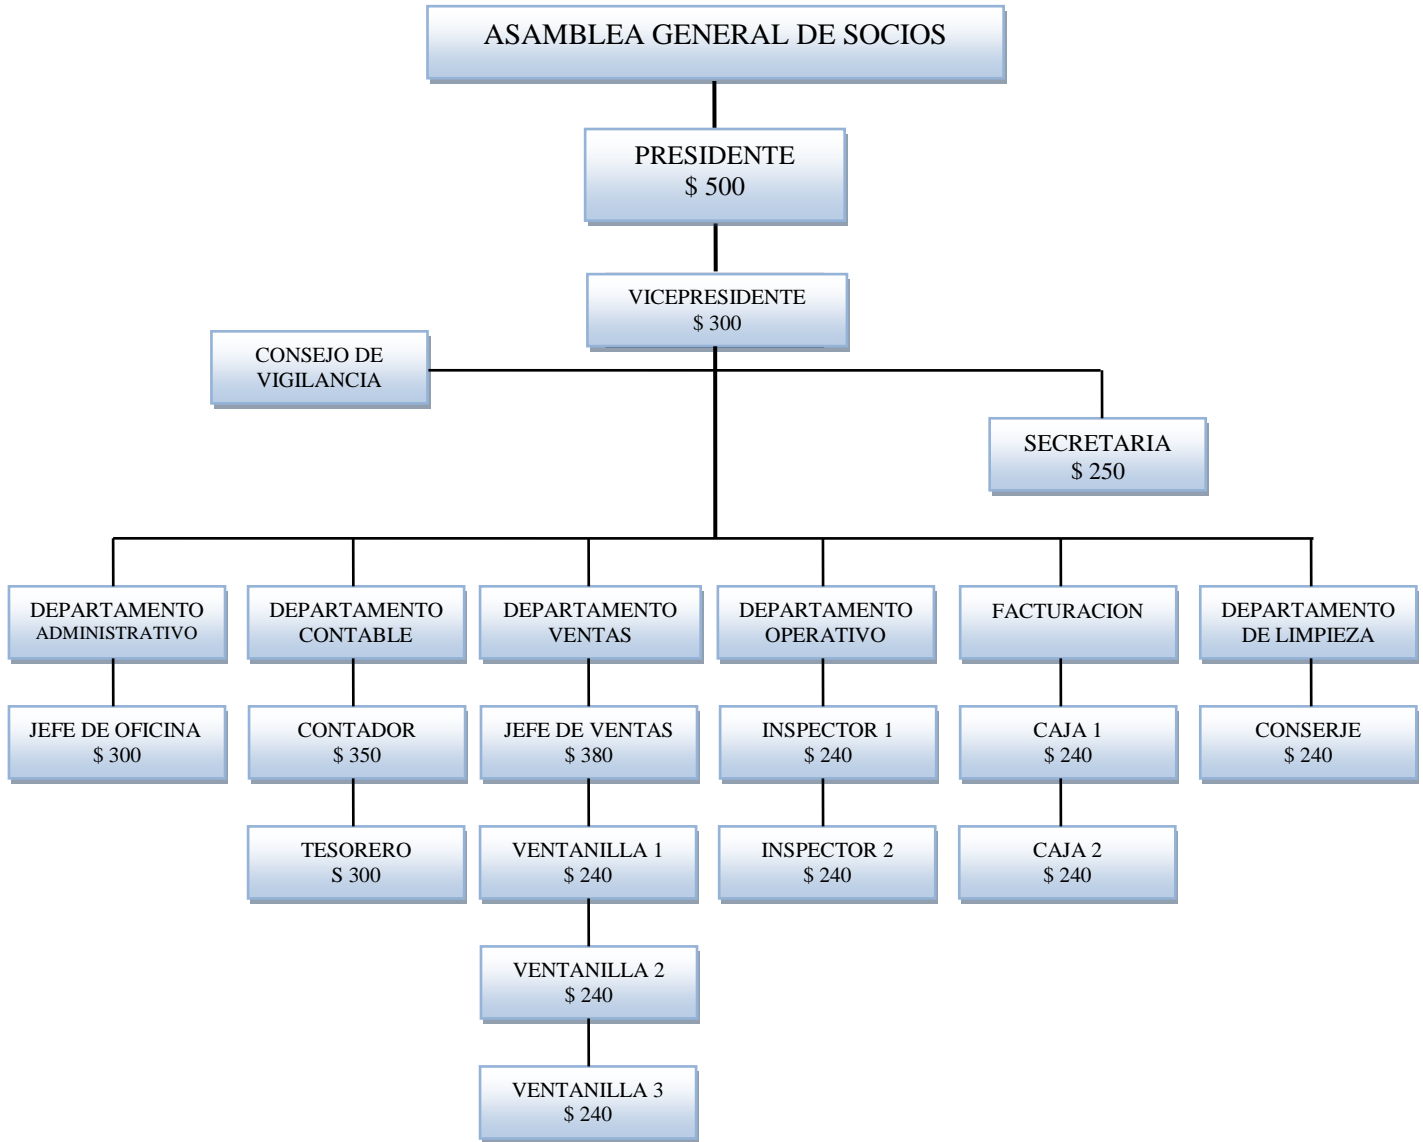 ASAMBLEA GENERAL DE SOCIOS
PRESIDENTE
$ 500
VICEPRESIDENTE
$ 300
CONSEJO DE
VIGILANCIA
SECRETARIA
$ 250
DEPARTAMENTO
ADMINISTRATIVO
DEPARTAMENTO
CONTABLE
DEPARTAMENTO
VENTAS
DEPARTAMENTO
OPERATIVO
FACTURACION
DEPARTAMENTO
DE LIMPIEZA
JEFE DE OFICINA
$ 300
CONTADOR
$ 350
JEFE DE VENTAS
$ 380
INSPECTOR 1
$ 240
CAJA 1
$ 240
CONSERJE
$ 240
TESORERO
S 300
VENTANILLA 1
$ 240
INSPECTOR 2
$ 240
CAJA 2
$ 240
VENTANILLA 2
$ 240
VENTANILLA 3
$ 240